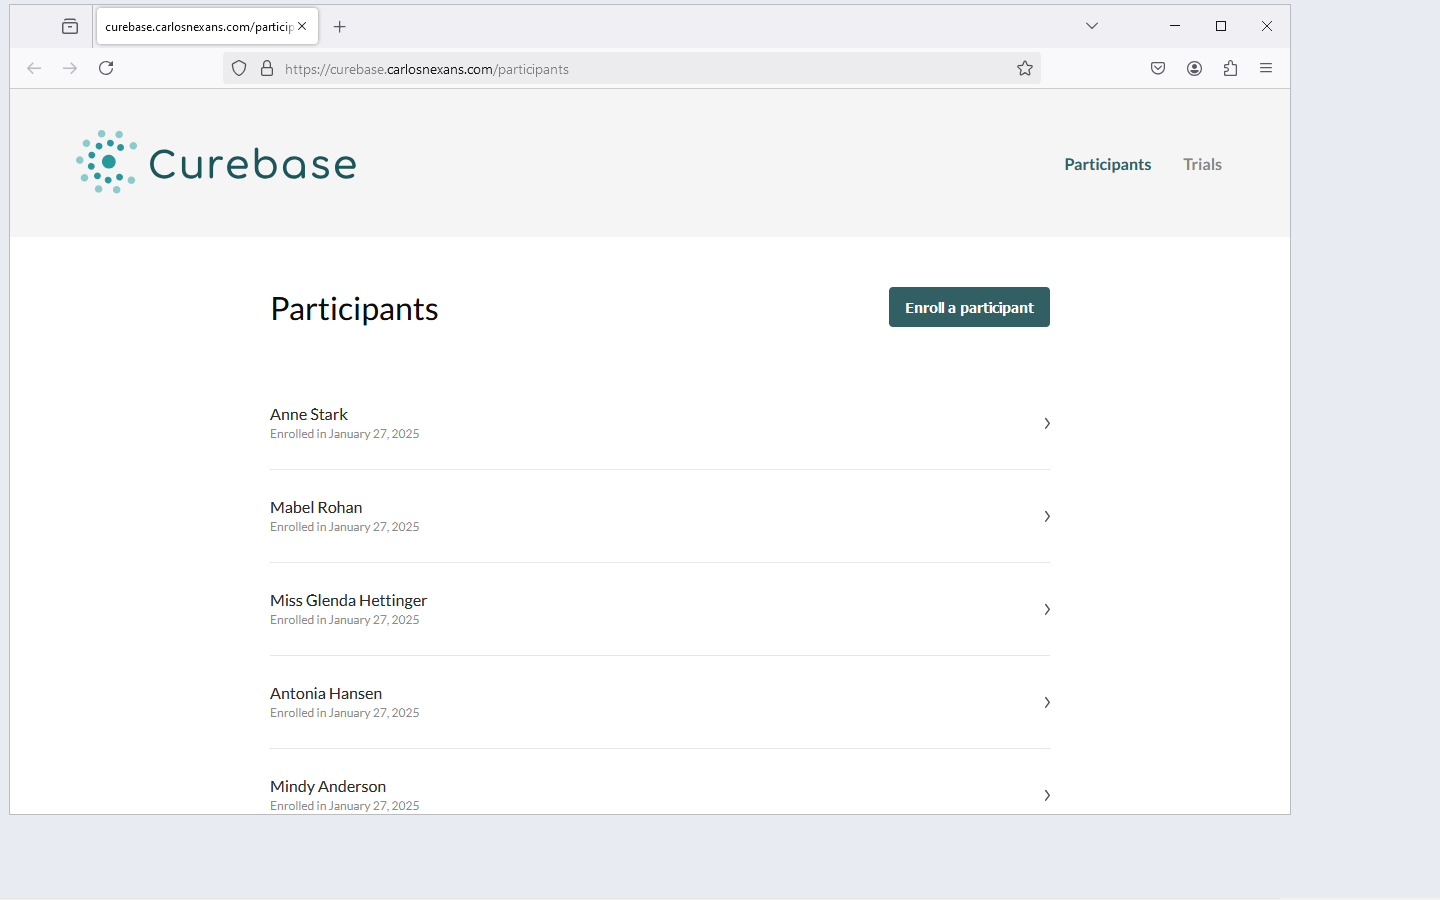 curebase.carlosnexans.com/particip
https://curebase.carlosnexans.com/participants
Curebase
Participants
Trials
Participants
Enroll a participant
Anne Stark
Enrolled in January 27, 2025
Mabel Rohan
Enrolled in January 27, 2025
Miss Glenda Hettinger
Enrolled in January 27, 2025
Antonia Hansen
Enrolled in January 27, 2025
Mindy Anderson
Enrolled in January 27, 2025